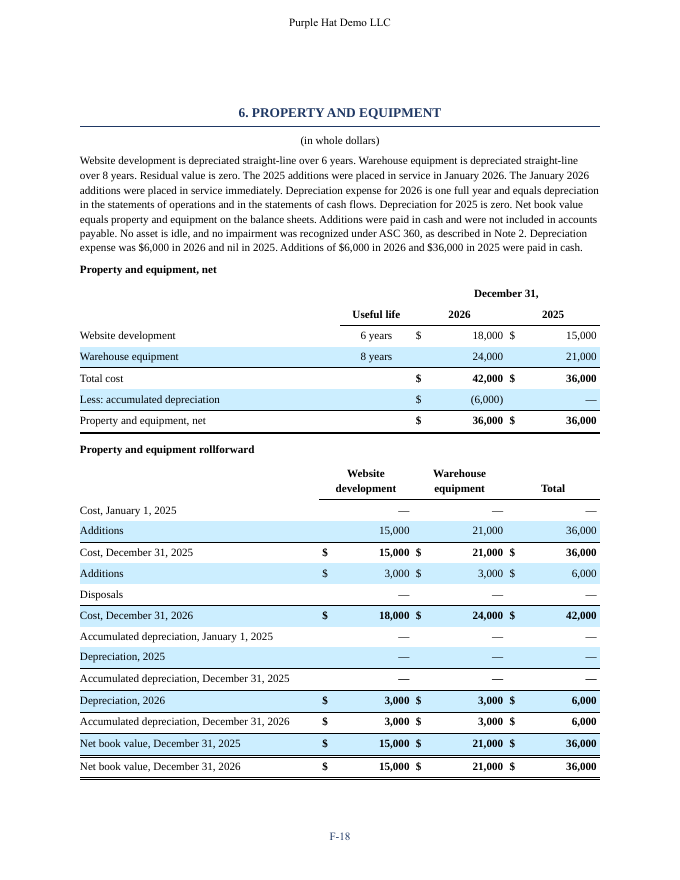 Purple Hat Demo LLC
6. PROPERTY AND EQUIPMENT
(in whole dollars)
Website development is depreciated straight-line over 6 years. Warehouse equipment is depreciated straight-line
over 8 years. Residual value is zero. The 2025 additions were placed in service in January 2026. The January 2026
additions were placed in service immediately. Depreciation expense for 2026 is one full year and equals depreciation
in the statements of operations and in the statements of cash flows. Depreciation for 2025 is zero. Net book value
equals property and equipment on the balance sheets. Additions were paid in cash and were not included in accounts
payable. No asset is idle, and no impairment was recognized under ASC 360, as described in Note 2. Depreciation
expense was $6,000 in 2026 and nil in 2025. Additions of $6,000 in 2026 and $36,000 in 2025 were paid in cash.
Property and equipment, net
December 31,
Useful life 2026 2025
Website development 6 years $ 18,000 $ 15,000
Warehouse equipment 8 years 24,000 21,000
Total cost $ 42,000 $ 36,000
Less: accumulated depreciation $ (6,000) —
Property and equipment, net $ 36,000 $ 36,000
Property and equipment rollforward
Website Warehouse
development equipment Total
Cost, January 1, 2025 — — —
Additions 15,000 21,000 36,000
Cost, December 31, 2025 $ 15,000 $ 21,000 $ 36,000
Additions $ 3,000 $ 3,000 $ 6,000
Disposals — — —
Cost, December 31, 2026 $ 18,000 $ 24,000 $ 42,000
Accumulated depreciation, January 1, 2025 — — —
Depreciation, 2025 — — —
Accumulated depreciation, December 31, 2025 — — —
Depreciation, 2026 $ 3,000 $ 3,000 $ 6,000
Accumulated depreciation, December 31, 2026 $ 3,000 $ 3,000 $ 6,000
Net book value, December 31, 2025 $ 15,000 $ 21,000 $ 36,000
Net book value, December 31, 2026 $ 15,000 $ 21,000 $ 36,000
F-18